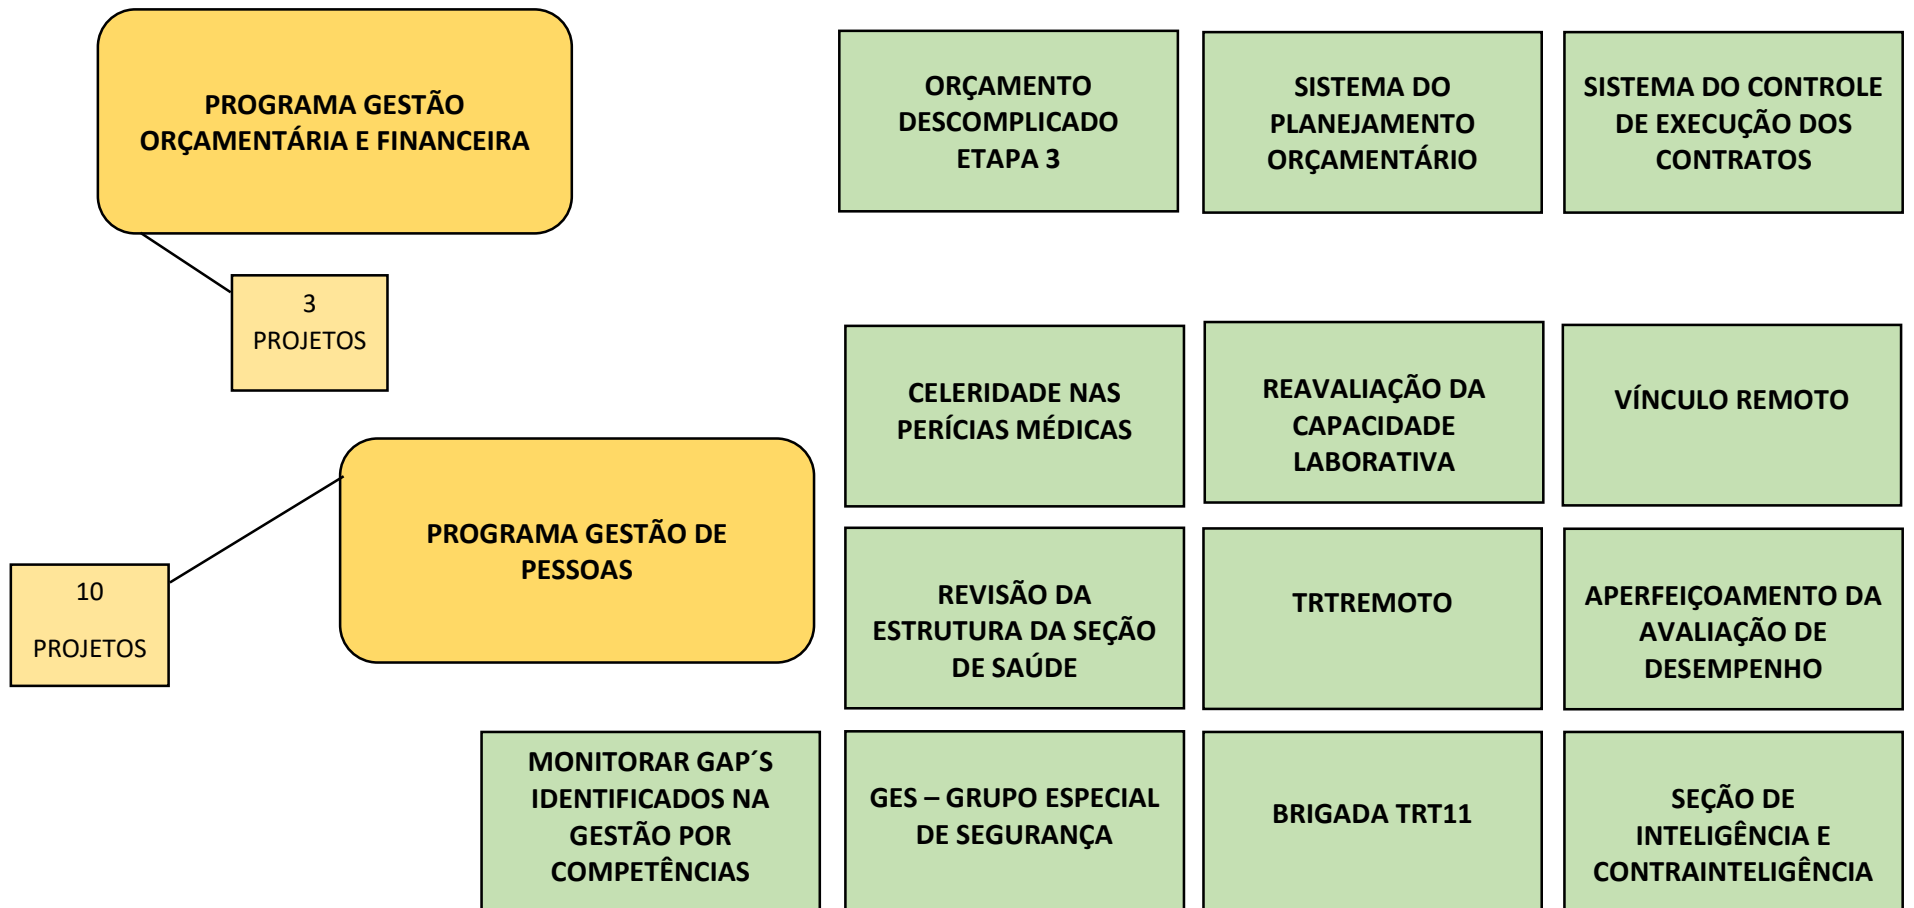 PROGRAMA GESTÃO
ORÇAMENTÁRIA E FINANCEIRA
3
PROJETOS
ORÇAMENTO
DESCOMPLICADO
ETAPA 3
SISTEMA DO
PLANEJAMENTO
ORÇAMENTÁRIO
SISTEMA DO CONTROLE
DE EXECUÇÃO DOS
CONTRATOS
PROGRAMA GESTÃO DE
PESSOAS
10
PROJETOS
CELERIDADE NAS
PERÍCIAS MÉDICAS
REAVALIAÇÃO DA
CAPACIDADE
LABORATIVA
VÍNCULO REMOTO
REVISÃO DA
ESTRUTURA DA SEÇÃO
DE SAÚDE
TRTREMOTO
APERFEIÇOAMENTO DA
AVALIAÇÃO DE
DESEMPENHO
MONITORAR GAP´S
IDENTIFICADOS NA
GESTÃO POR
COMPETÊNCIAS
GES – GRUPO ESPECIAL
DE SEGURANÇA
BRIGADA TRT11
SEÇÃO DE
INTELIGÊNCIA E
CONTRAINTELIGÊNCIA